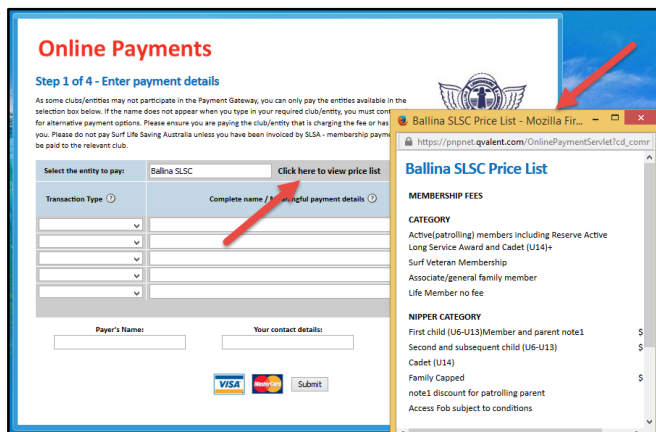 Online Payments
Step 1 of 4 - Enter payment details
As some clubs/entities may not participate in the Payment Gateway, you can only pay the entities available in the
selection box below. If the name does not appear when you type in your required club/entity, you must
for alternative payment options. Please ensure you are paying the club/entity that is charging the fee or has
you. Please do not pay Surf Life Saving Australia unless you have been invoiced by SLSA - membership
be paid to the relevant club.
Select the entity to pay: Ballina SLSC Click here to view price list
Transaction Type ? Complete name / Meaningful payment details ?
Payer's Name: Your contact details:
VISA MasterCard Submit
Ballina SLSC Price List - Mozilla Fir...
https://pnpnet.qvalent.com/OnlinePaymentServlet?cd_comr
Ballina SLSC Price List
MEMBERSHIP FEES
CATEGORY
Active(patrolling) members including Reserve Active
Long Service Award and Cadet (U14)+
Surf Veteran Membership
Associate/general family member
Life Member no fee
NIPPER CATEGORY
First child (U6-U13)Member and parent note1 $
Second and subsequent child (U6-U13) $
Cadet (U14)
Family Capped $
note1 discount for patrolling parent
Access Fob subject to conditions